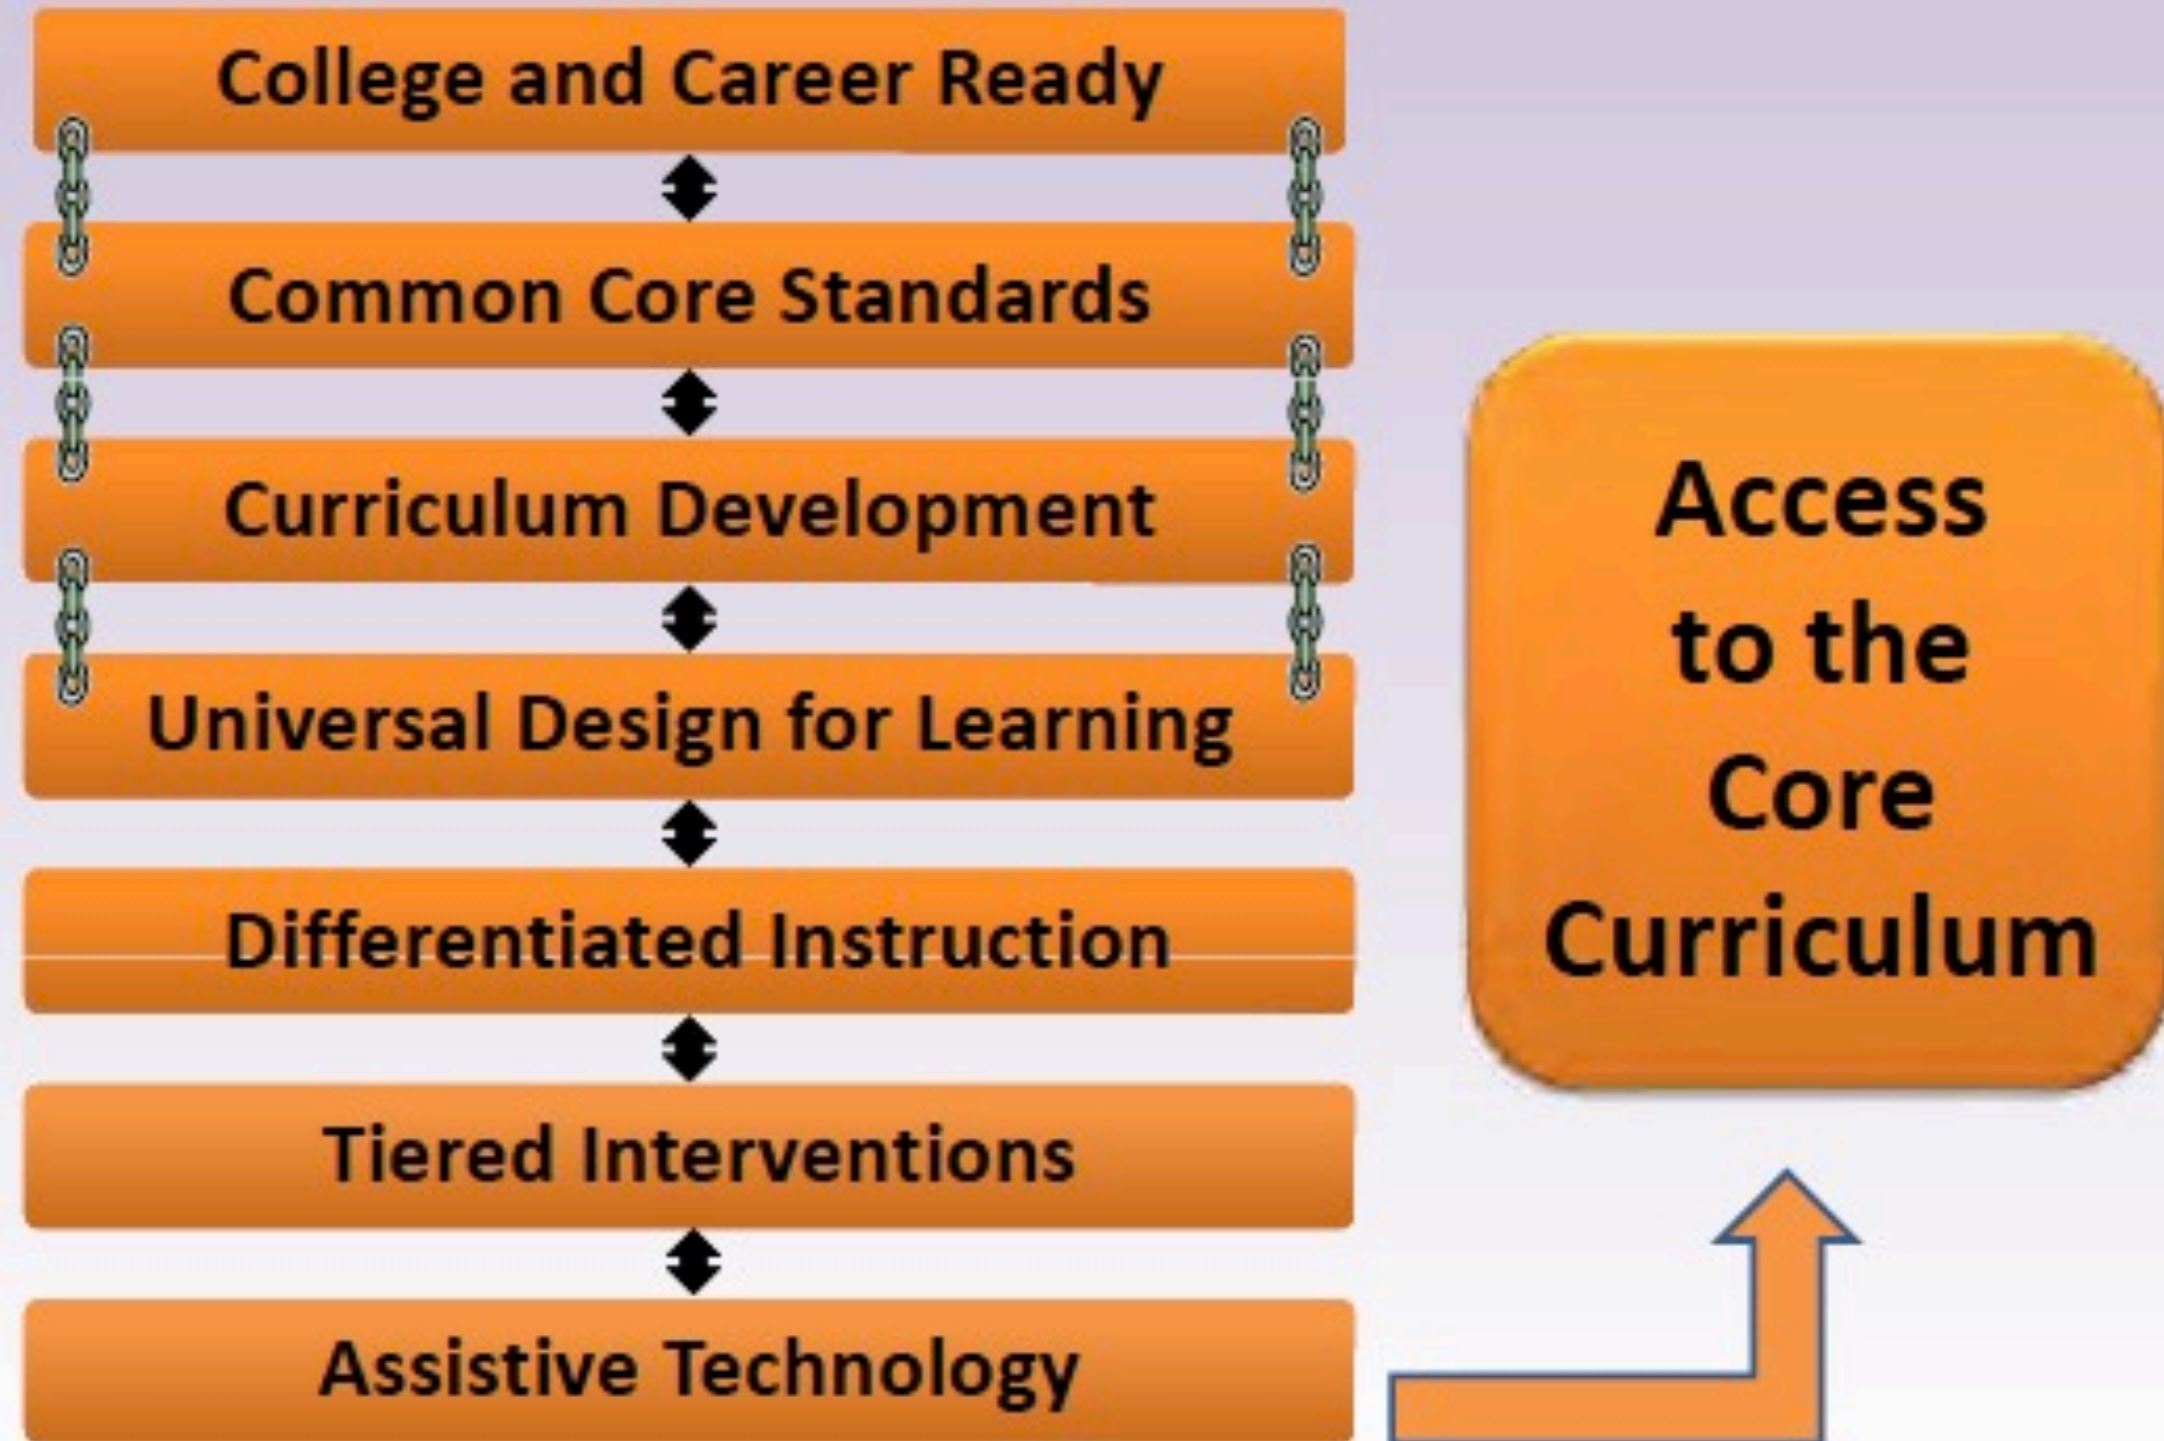 College and Career Ready
Common Core Standards
Curriculum Development
Universal Design for Learning
Differentiated Instruction
Tiered Interventions
Assistive Technology
Access
to the
Core
Curriculum